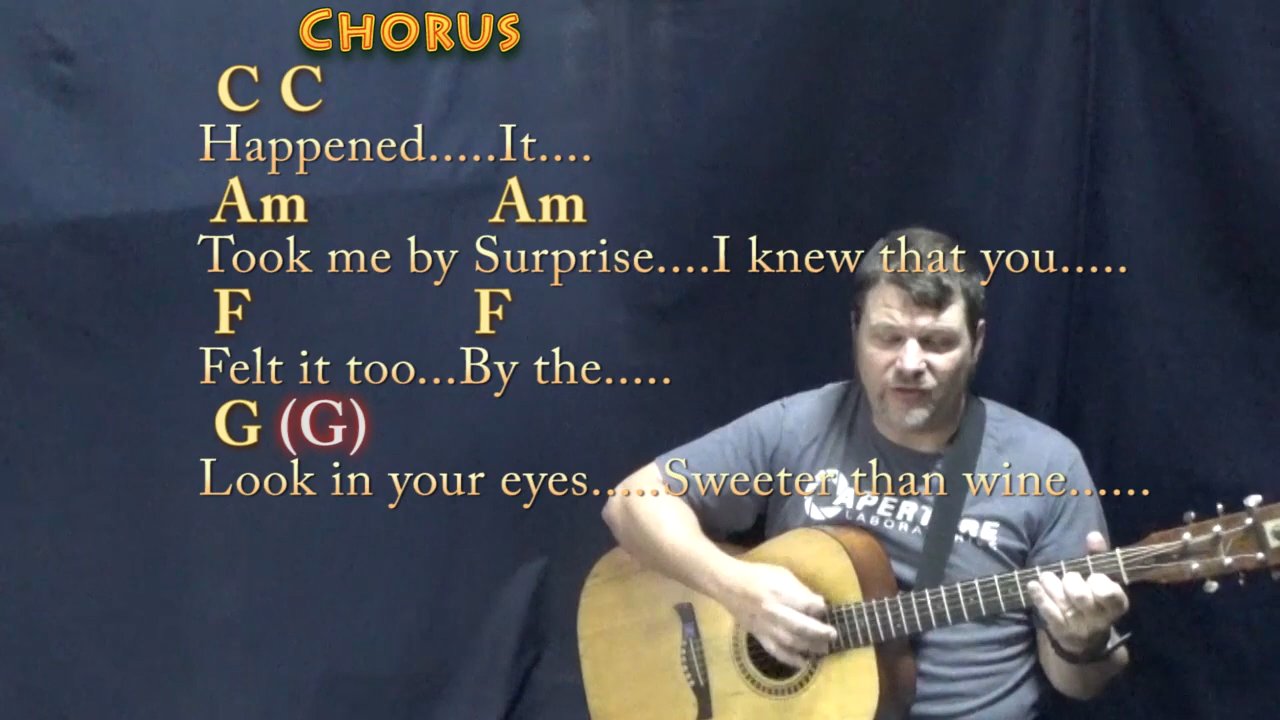 CHORUS
C C
Happened.....It....
Am Am
Took me by Surprise....I knew that you.....
F F
Felt it too...By the.....
G (G)
Look in your eyes.....Sweeter than wine......
APERTURE